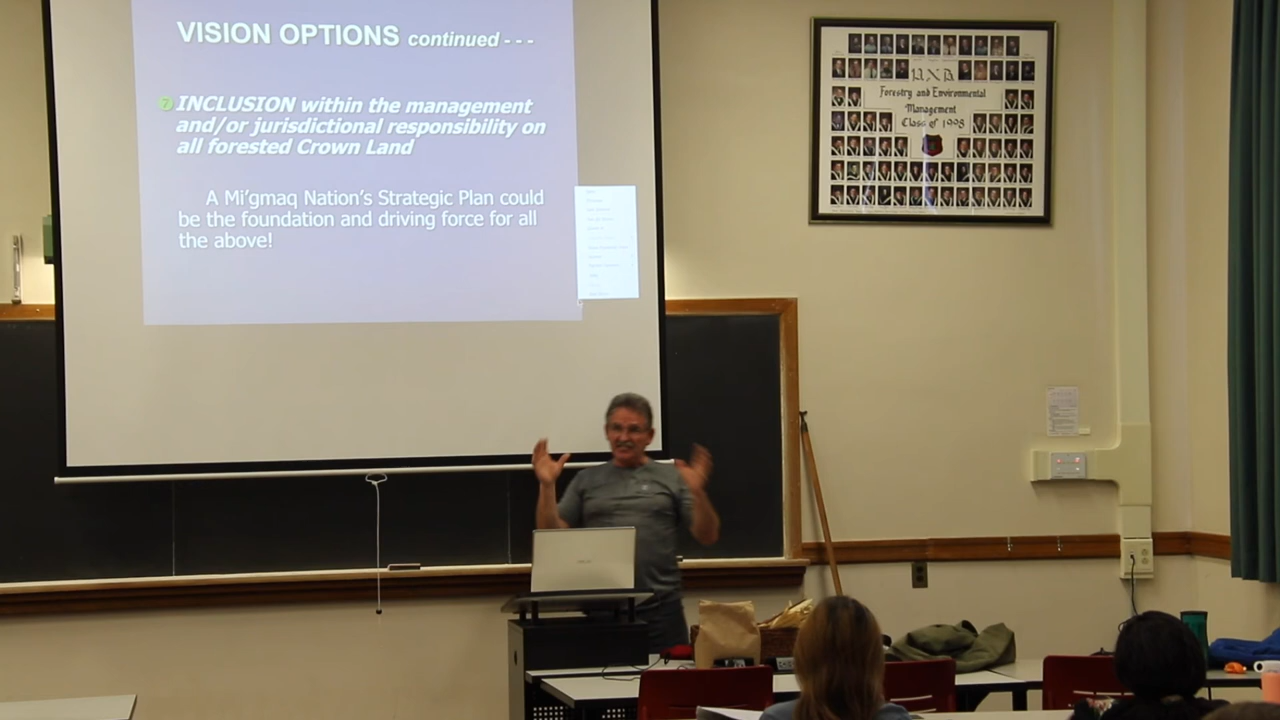 VISION OPTIONS continued - - -
INCLUSION within the management
and/or jurisdictional responsibility on
all forested Crown Land
A Mi'gmaq Nation's Strategic Plan could
be the foundation and driving force for all
the above!
Forestry and Environmental
Management
Class of 1998